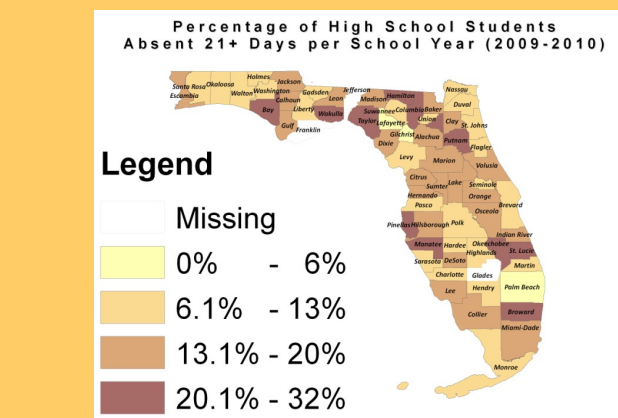 Percentage of High School Students
Absent 21+ Days per School Year (2009-2010)
Holmes
Jackson
Santa Rosa
Okaloosa
Washington
Gadsden
Jefferson
Hamilton
Nassau
Escambia
Walton
Calhoun
Leon
Madison
Duval
Bay
Liberty
Wakulla
Suwannee
Columbia
Baker
Taylor
Lafayette
Union
Clay
St. Johns
Gulf
Franklin
Gilchrist
Alachua
Putnam
Dixie
Flagler
Levy
Marion
Volusia
Citrus
Sumter
Lake
Seminole
Hernando
Orange
Pasco
Brevard
Osceola
Pinellas
Hillsborough
Polk
Indian River
Manatee
Hardee
Okeechobee
Highlands
St. Lucie
Sarasota
DeSoto
Martin
Charlotte
Glades
Lee
Hendry
Palm Beach
Collier
Broward
Miami-Dade
Monroe
Legend
Missing
0% - 6%
6.1% - 13%
13.1% - 20%
20.1% - 32%